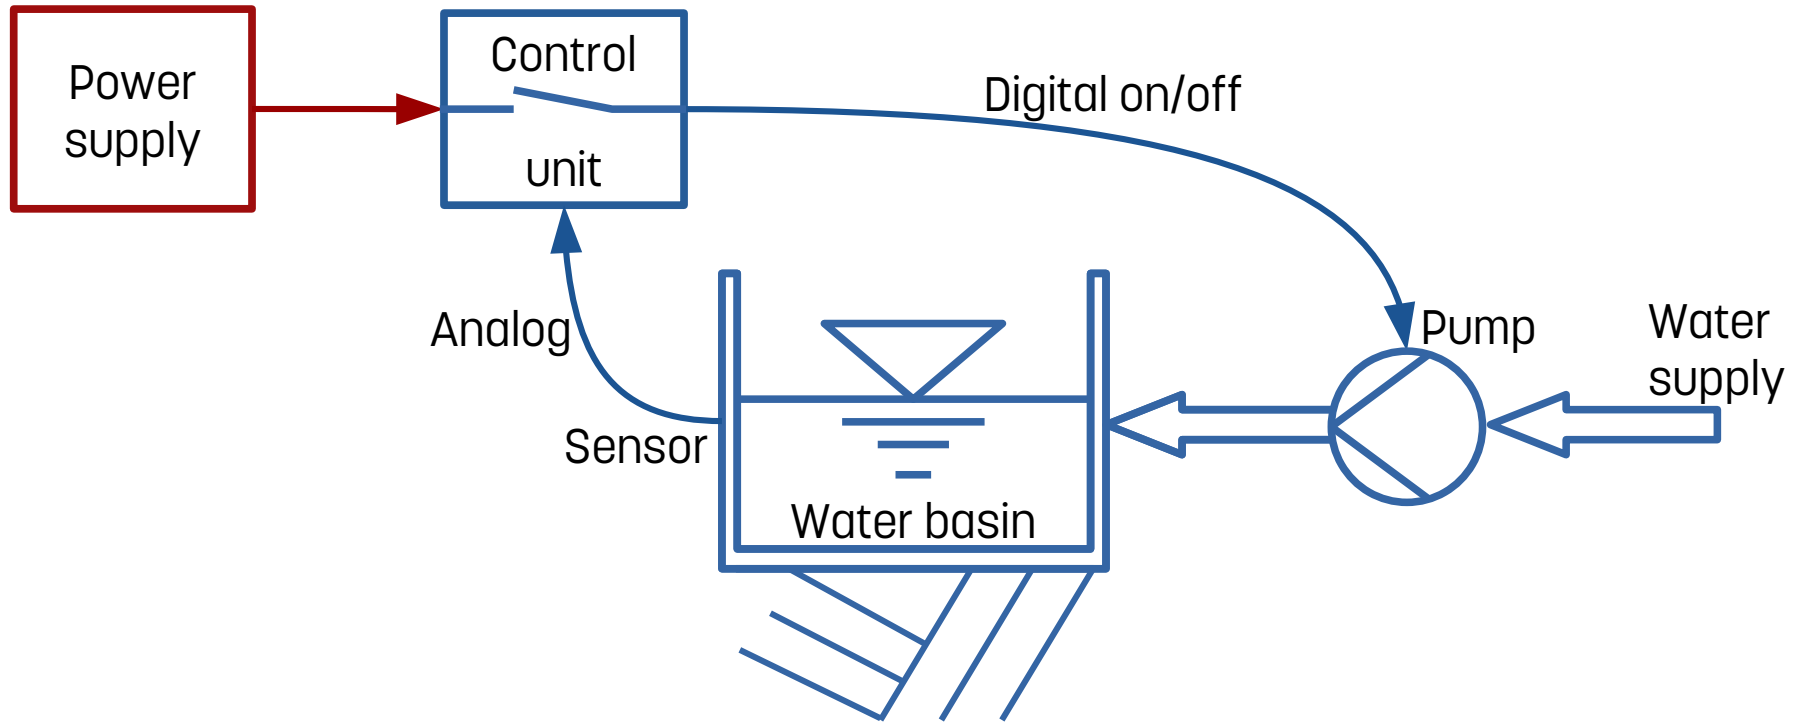 Power
supply
Control
unit
Digital on/off
Analog
Sensor
Pump
Water
supply
Water basin